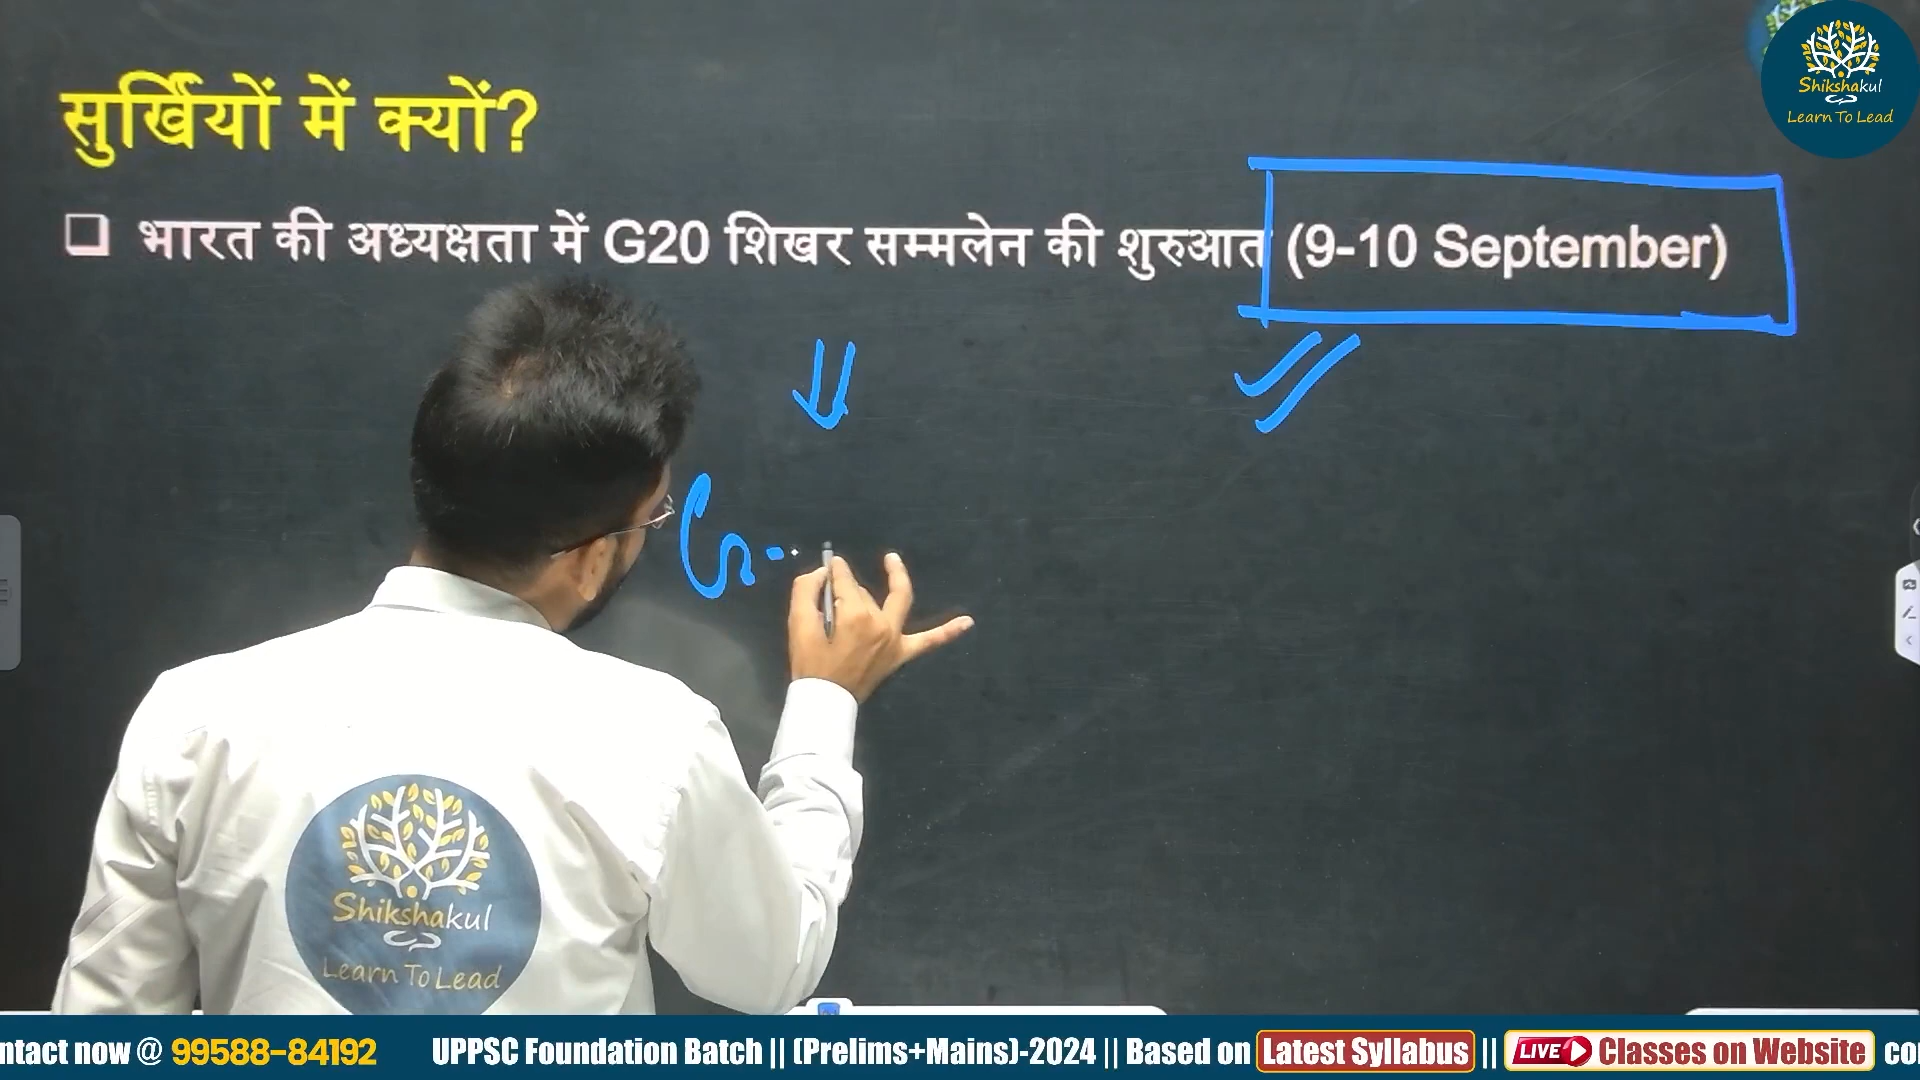 Shikshakul
Learn To Lead
सुर्खियों में क्यों?
❑ भारत की अध्यक्षता में G20 शिखर सम्मलेन की शुरुआत (9-10 September)
G-
Shikshakul
Learn To Lead
ntact now @ 99588-84192 UPPSC Foundation Batch || (Prelims+Mains)-2024 || Based on Latest Syllabus || LIVE Classes on Website co